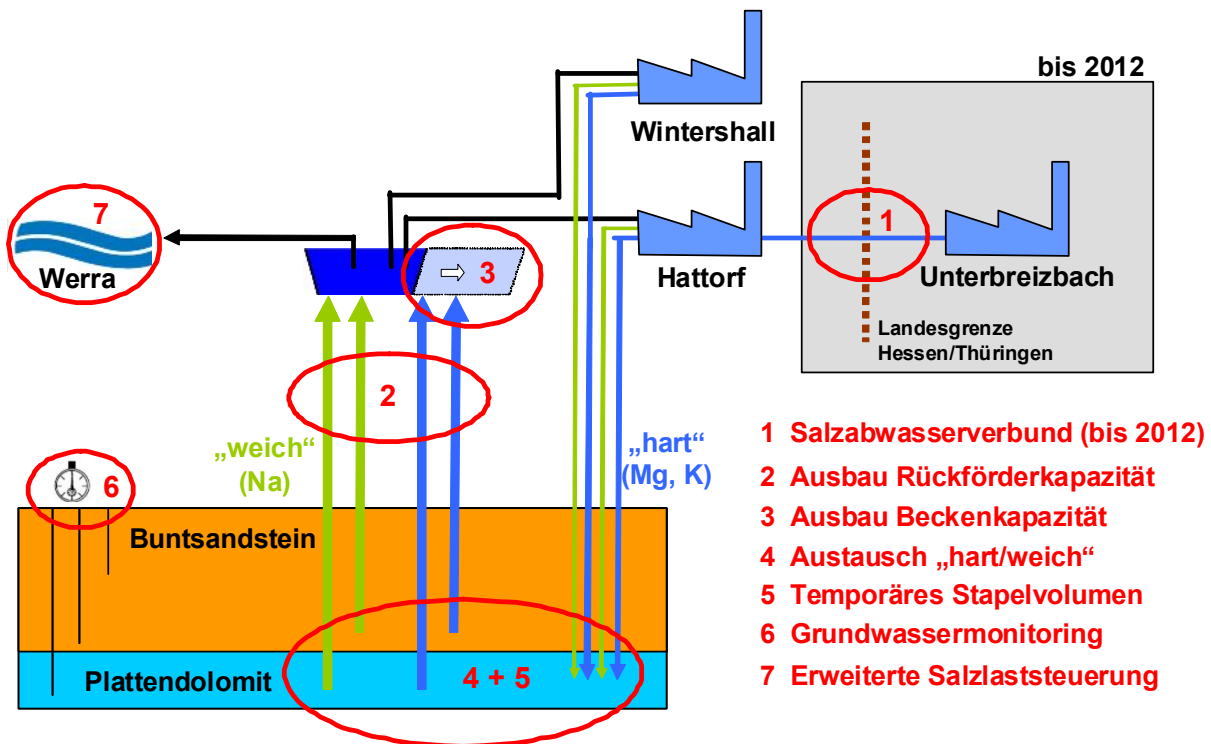 bis 2012
Wintershall
7
Werra
3
Hattorf
1
Unterbreizbach
Landesgrenze
Hessen/Thüringen
2
„weich“
(Na)
„hart“
(Mg, K)
6
Buntsandstein
Plattendolomit
4 + 5
1 Salzabwasserverbund (bis 2012)
2 Ausbau Rückförderkapazität
3 Ausbau Beckenkapazität
4 Austausch „hart/weich“
5 Temporäres Stapelvolumen
6 Grundwassermonitoring
7 Erweiterte Salzlaststeuerung